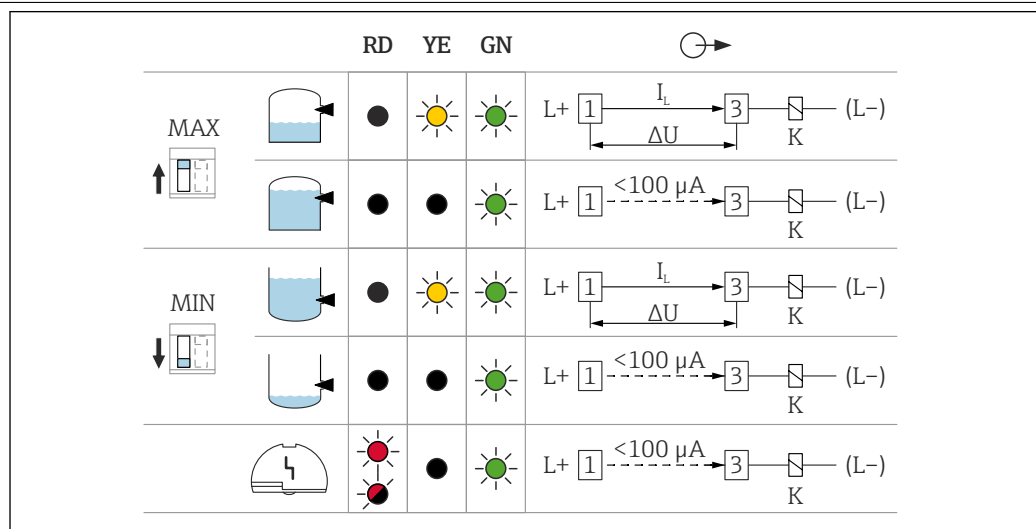 RD YE GN
MAX
L+ 1 I_L 3 (L–)
ΔU K
L+ 1 <100 µA 3 (L–)
K
MIN
L+ 1 I_L 3 (L–)
ΔU K
L+ 1 <100 µA 3 (L–)
K
L+ 1 <100 µA 3 (L–)
K